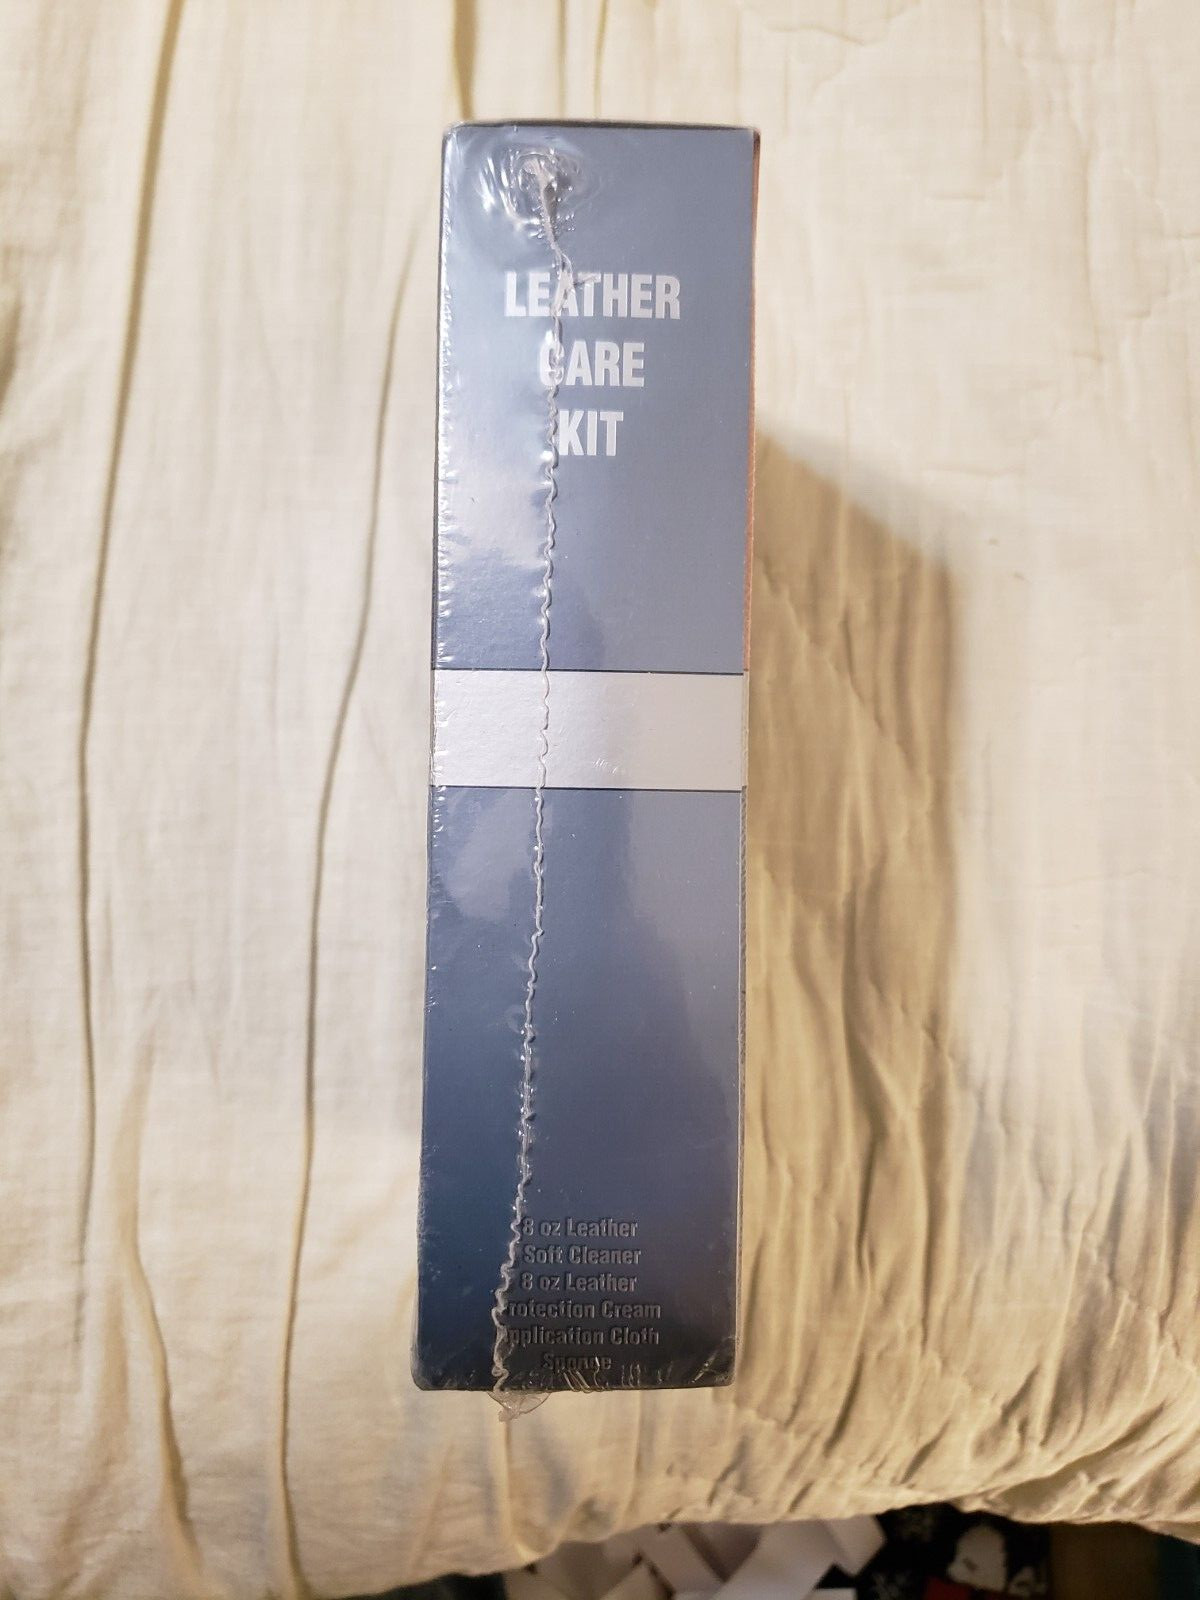 LEATHER
CARE
KIT
8 oz Leather
Soft Cleaner
8 oz Leather
Protection Cream
Application Cloth
Sponge